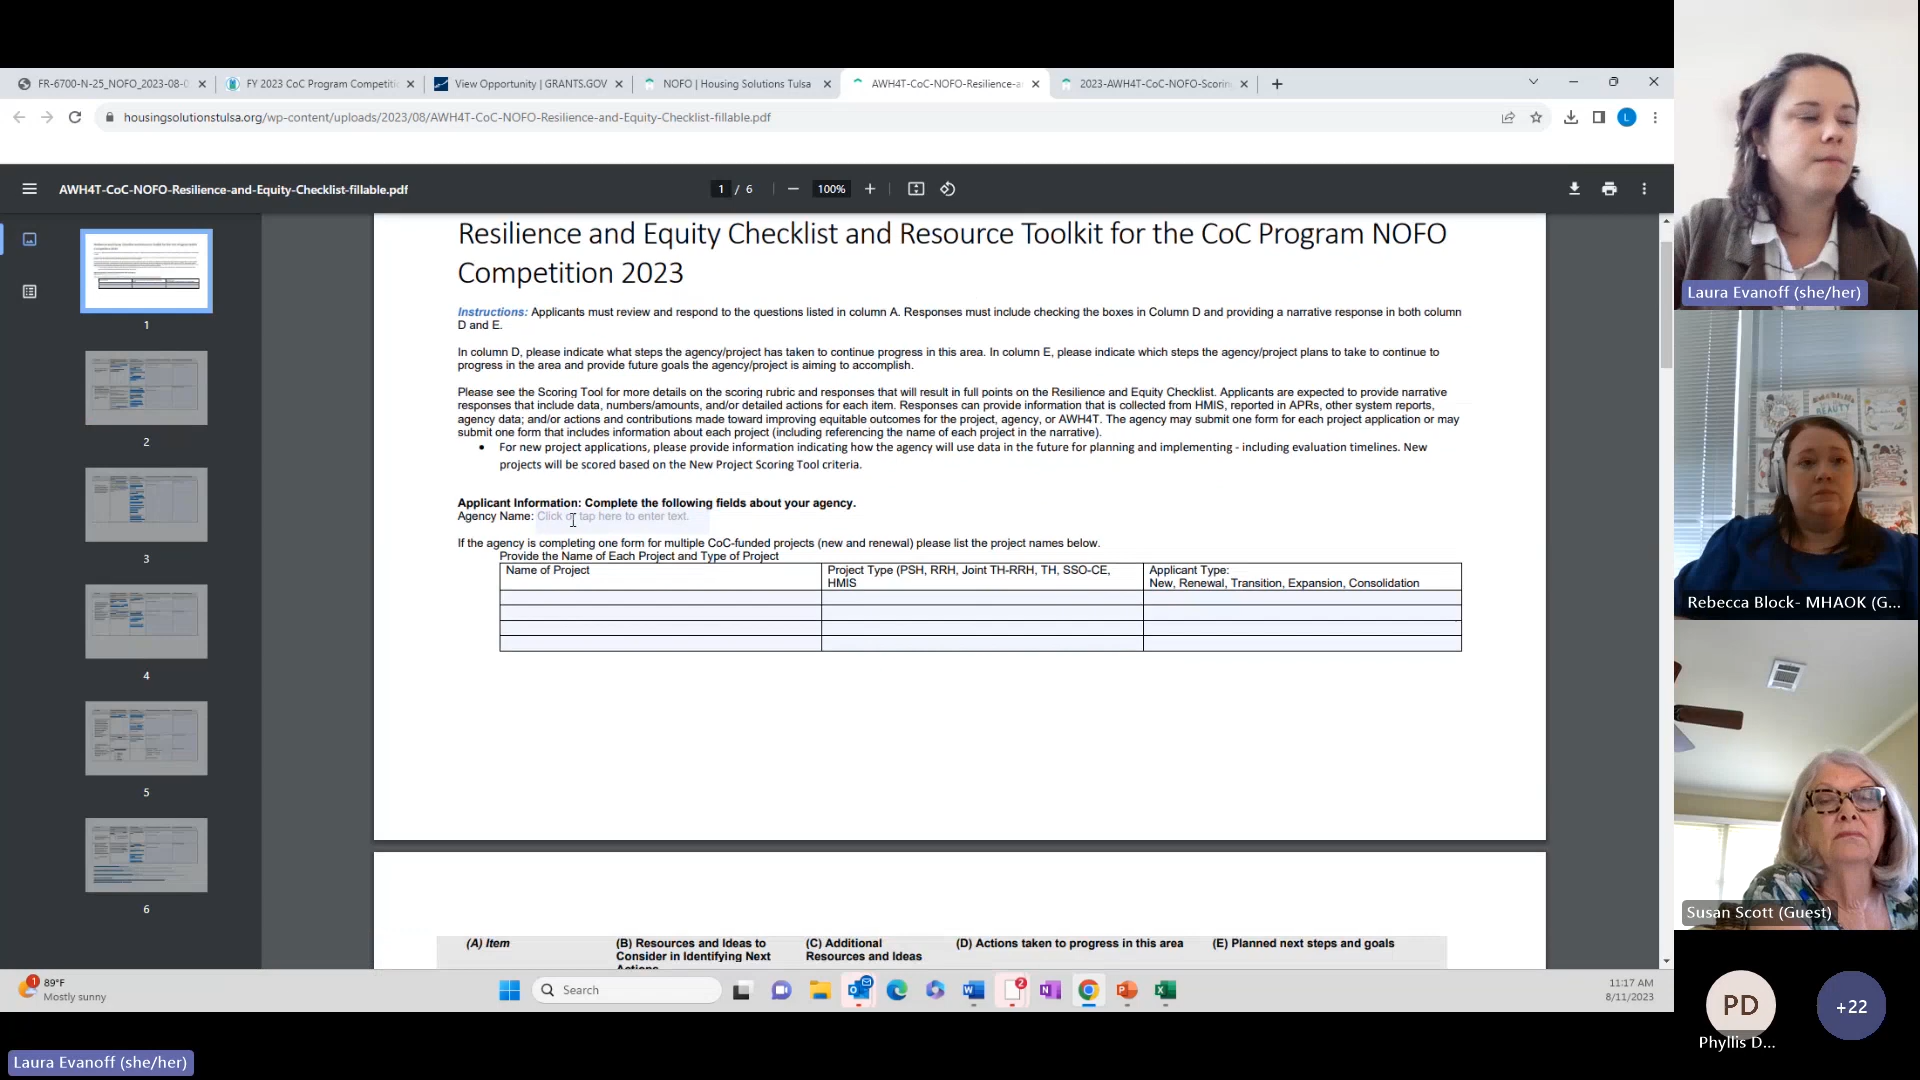 FR-6700-N-25_NOFO_2023-08-0
FY 2023 CoC Program Competiti
View Opportunity | GRANTS.GOV
NOFO | Housing Solutions Tulsa
AWH4T-CoC-NOFO-Resilience-a
2023-AWH4T-CoC-NOFO-Scorin
housingsolutionstulsa.org/wp-content/uploads/2023/08/AWH4T-CoC-NOFO-Resilience-and-Equity-Checklist-fillable.pdf
L
AWH4T-CoC-NOFO-Resilience-and-Equity-Checklist-fillable.pdf
1 / 6
100%
1
2
3
4
5
6
Resilience and Equity Checklist and Resource Toolkit for the CoC Program NOFO
Competition 2023
Instructions: Applicants must review and respond to the questions listed in column A. Responses must include checking the boxes in Column D and providing a narrative response in both column
D and E.
In column D, please indicate what steps the agency/project has taken to continue progress in this area. In column E, please indicate which steps the agency/project plans to take to continue to
progress in the area and provide future goals the agency/project is aiming to accomplish.
Please see the Scoring Tool for more details on the scoring rubric and responses that will result in full points on the Resilience and Equity Checklist. Applicants are expected to provide narrative
responses that include data, numbers/amounts, and/or detailed actions for each item. Responses can provide information that is collected from HMIS, reported in APRs, other system reports,
agency data; and/or actions and contributions made toward improving equitable outcomes for the project, agency, or AWH4T. The agency may submit one form for each project application or may
submit one form that includes information about each project (including referencing the name of each project in the narrative).
• For new project applications, please provide information indicating how the agency will use data in the future for planning and implementing - including evaluation timelines. New
projects will be scored based on the New Project Scoring Tool criteria.
Applicant Information: Complete the following fields about your agency.
Agency Name: Click or tap here to enter text.
If the agency is completing one form for multiple CoC-funded projects (new and renewal) please list the project names below.
Provide the Name of Each Project and Type of Project
Name of Project
Project Type (PSH, RRH, Joint TH-RRH, TH, SSO-CE,
HMIS
Applicant Type:
New, Renewal, Transition, Expansion, Consolidation
(A) Item
(B) Resources and Ideas to
Consider in Identifying Next
Actions
(C) Additional
Resources and Ideas
(D) Actions taken to progress in this area
(E) Planned next steps and goals
1
89°F
Mostly sunny
Search
2
11:17 AM
8/11/2023
Laura Evanoff (she/her)
Rebecca Block- MHAOK (G...
Susan Scott (Guest)
PD
Phyllis D...
+22
Laura Evanoff (she/her)